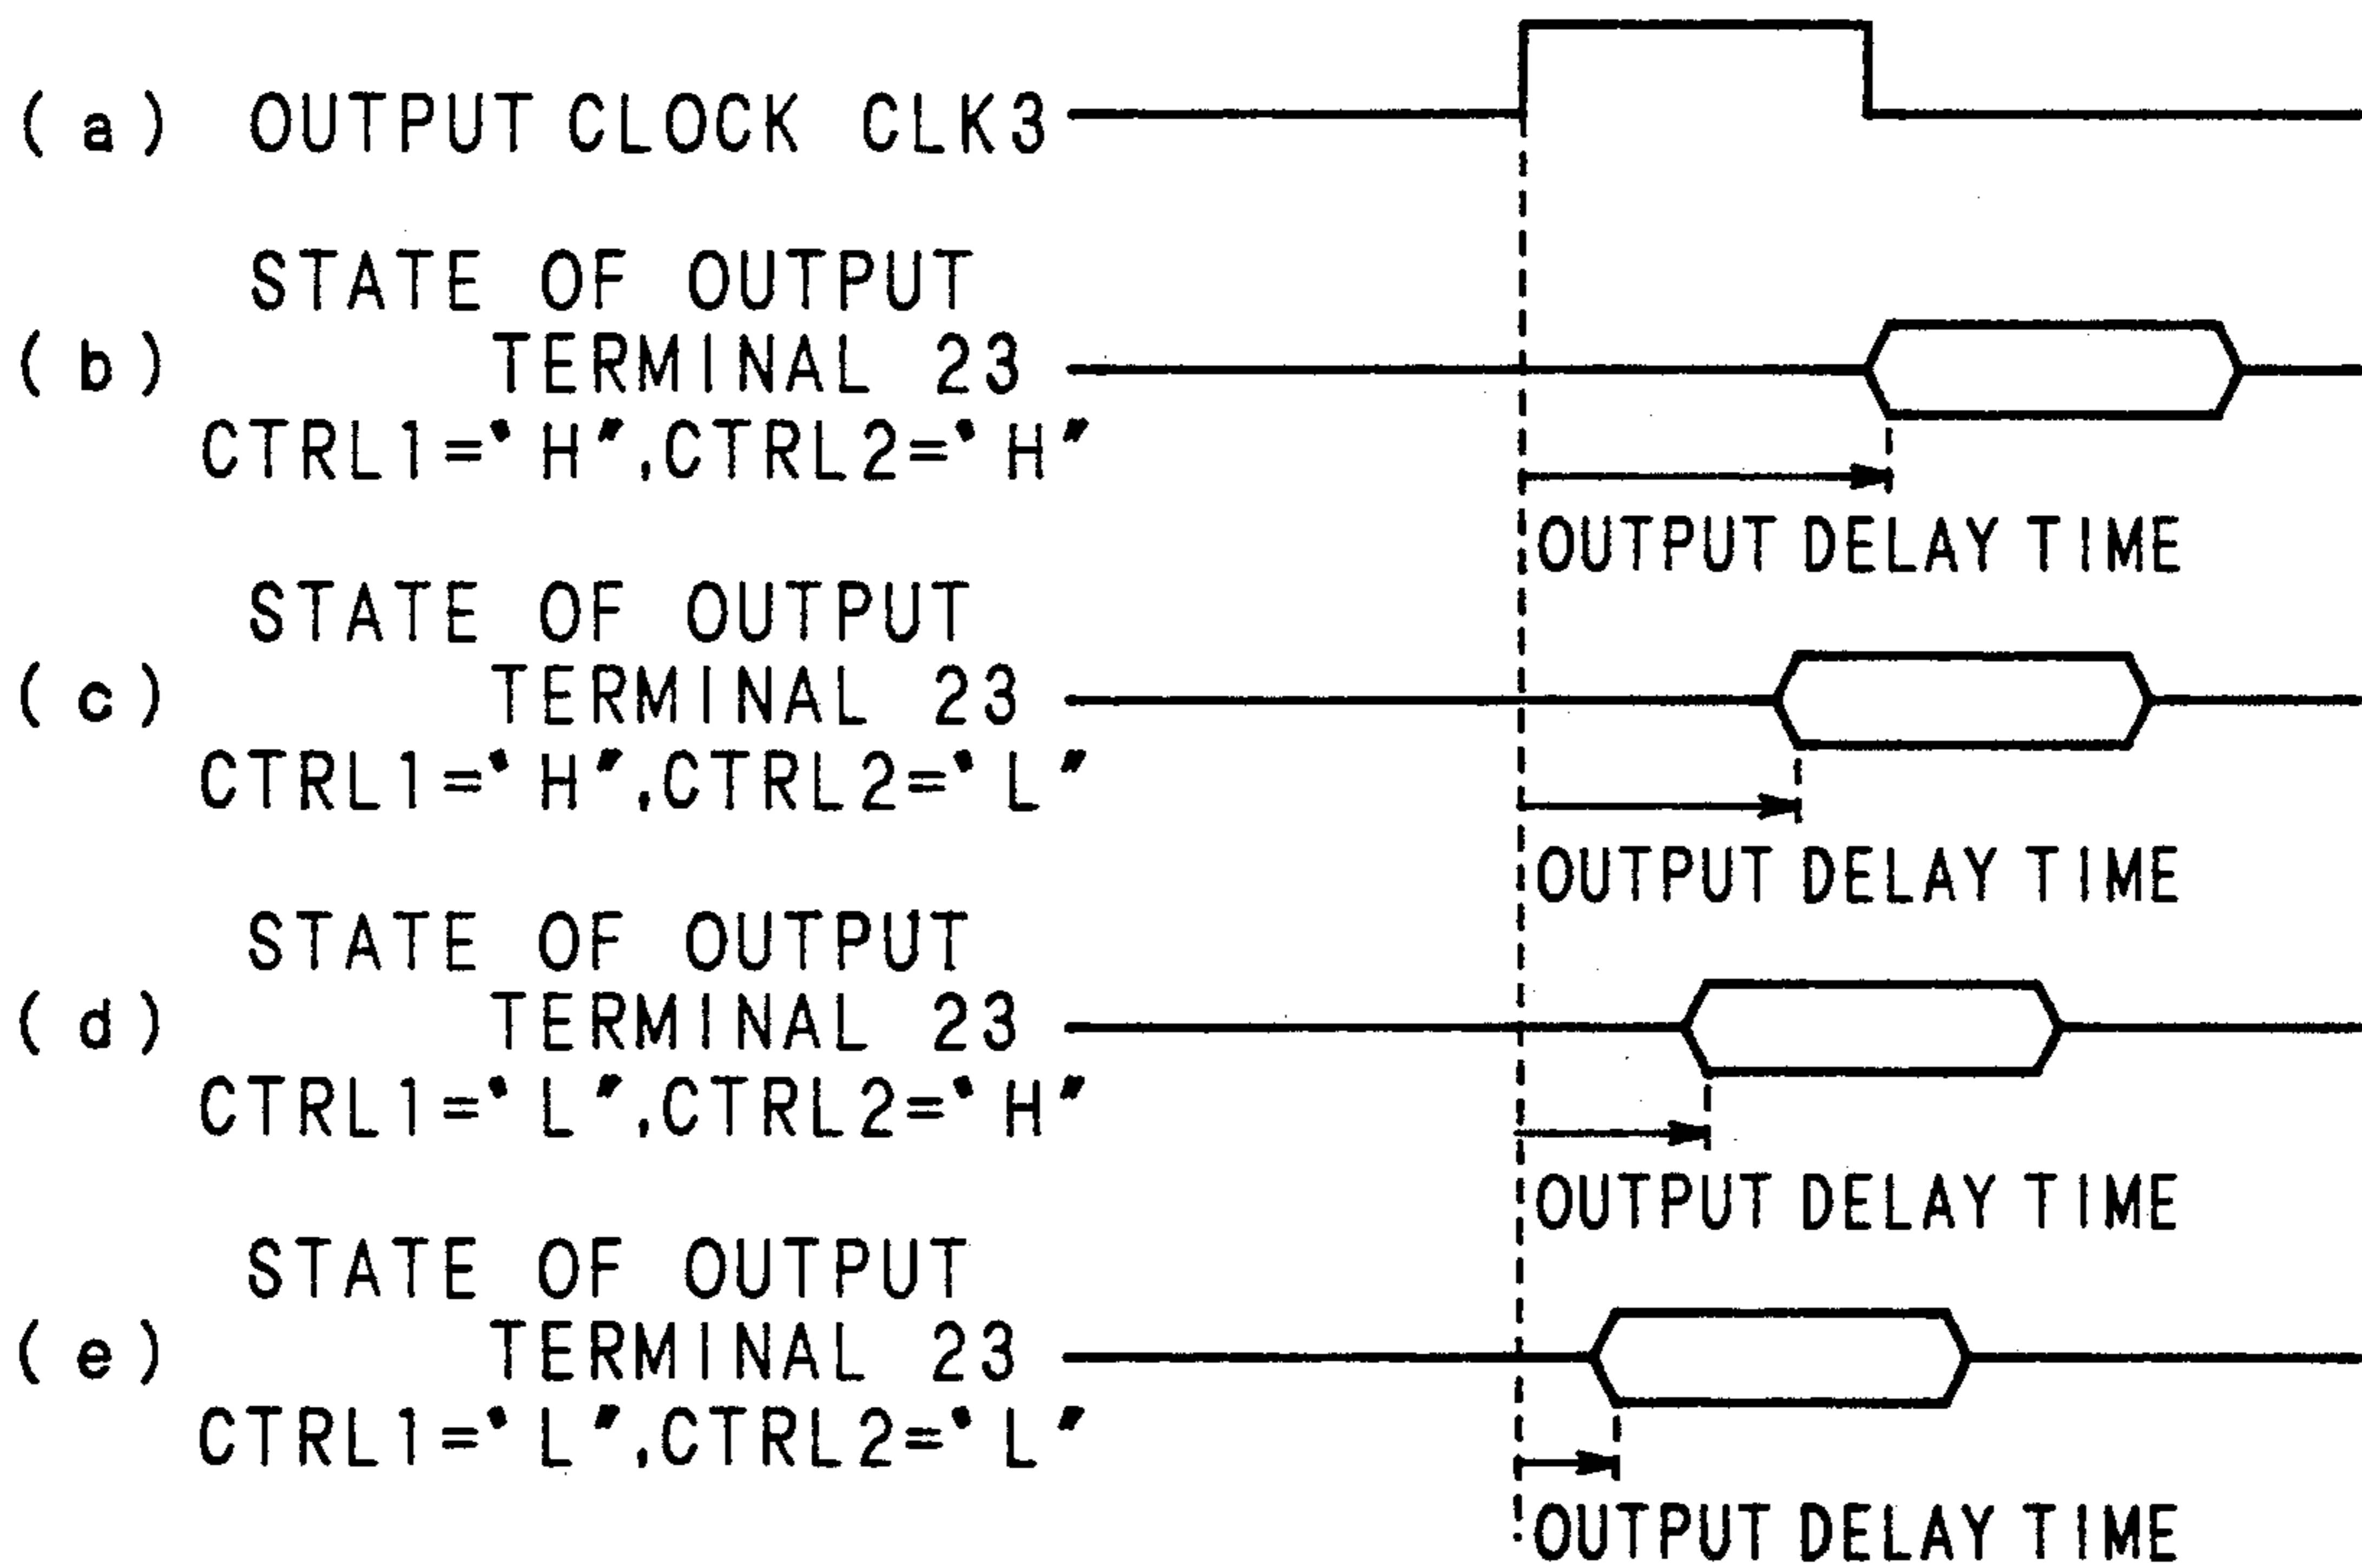 (a) OUTPUT CLOCK CLK3
STATE OF OUTPUT
(b) TERMINAL 23
CTRL1=‘H”,CTRL2=‘H”
OUTPUT DELAY TIME
STATE OF OUTPUT
(c) TERMINAL 23
CTRL1=‘H”,CTRL2=‘L”
OUTPUT DELAY TIME
STATE OF OUTPUT
(d) TERMINAL 23
CTRL1=‘L”,CTRL2=‘H”
OUTPUT DELAY TIME
STATE OF OUTPUT
(e) TERMINAL 23
CTRL1=‘L”,CTRL2=‘L”
OUTPUT DELAY TIME